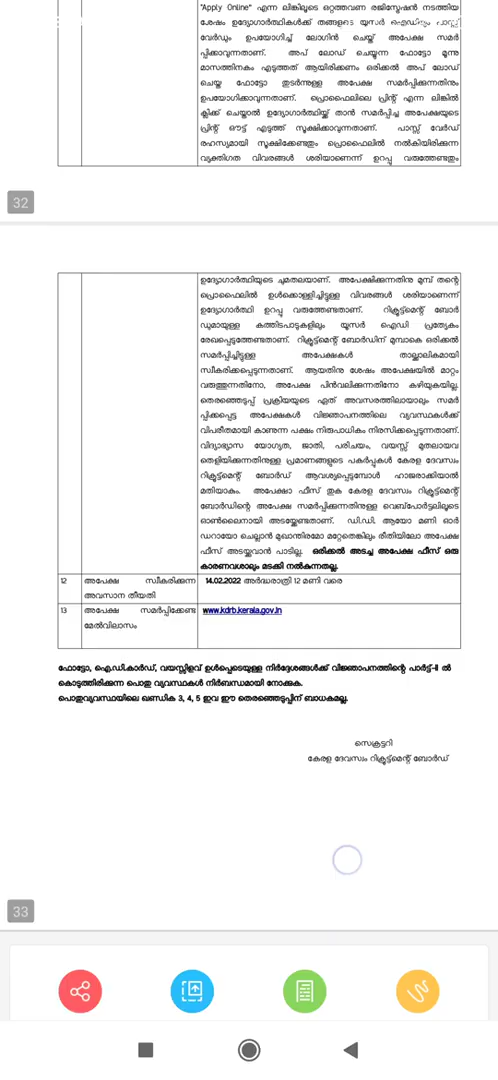 "Apply Online" എന്ന ലിങ്കിലൂടെ ഒറ്റത്തവണ രജിസ്ട്രേഷൻ നടത്തിയ
ശേഷം ഉദ്യോഗാർത്ഥികൾക്ക് തങ്ങളുടെ യൂസർ ഐഡിയും പാസ്സ്
വേർഡും ഉപയോഗിച്ച് ലോഗിൻ ചെയ്ത് അപേക്ഷ സമർ
പ്പിക്കാവുന്നതാണ്. അപ് ലോഡ് ചെയ്യുന്ന ഫോട്ടോ മൂന്നു
മാസത്തിനകം എടുത്തത് ആയിരിക്കണം ഒരിക്കൽ അപ് ലോഡ്
ചെയ്ത ഫോട്ടോ തുടർന്നുള്ള അപേക്ഷ സമർപ്പിക്കുന്നതിനും
ഉപയോഗിക്കാവുന്നതാണ്. പ്രൊഫൈലിലെ പ്രിന്റ് എന്ന ലിങ്കിൽ
ക്ലിക്ക് ചെയ്താൽ ഉദ്യോഗാർത്ഥിയ്ക്ക് താൻ സമർപ്പിച്ച അപേക്ഷയുടെ
പ്രിന്റ് ഔട്ട് എടുത്ത് സൂക്ഷിക്കാവുന്നതാണ്. പാസ്സ് വേർഡ്
രഹസ്യമായി സൂക്ഷിക്കേണ്ടതും പ്രൊഫൈലിൽ നൽകിയിരിക്കുന്ന
വ്യക്തിഗത വിവരങ്ങൾ ശരിയാണെന്ന് ഉറപ്പു വരുത്തേണ്ടതും
32
ഉദ്യോഗാർത്ഥിയുടെ ചുമതലയാണ്. അപേക്ഷിക്കുന്നതിനു മുമ്പ് തന്റെ
പ്രൊഫൈലിൽ ഉൾക്കൊള്ളിച്ചിട്ടുള്ള വിവരങ്ങൾ ശരിയാണെന്ന്
ഉദ്യോഗാർത്ഥി ഉറപ്പു വരുത്തേണ്ടതാണ്. റിക്രൂട്ട്മെന്റ് ബോർ
ഡുമായുള്ള കത്തിടപാടുകളിലും യൂസർ ഐഡി പ്രത്യേകം
രേഖപ്പെടുത്തേണ്ടതാണ്. റിക്രൂട്ട്മെന്റ് ബോർഡിന് മുമ്പാകെ ഒരിക്കൽ
സമർപ്പിച്ചിട്ടുള്ള അപേക്ഷകൾ താല്ക്കാലികമായി
സ്വീകരിക്കപ്പെടുന്നതാണ്. ആയതിനു ശേഷം അപേക്ഷയിൽ മാറ്റം
വരുത്തുന്നതിനോ, അപേക്ഷ പിൻവലിക്കുന്നതിനോ കഴിയുകയില്ല.
തെരഞ്ഞെടുപ്പ് പ്രക്രിയയുടെ ഏത് അവസരത്തിലായാലും സമർ
പ്പിക്കപ്പെട്ട അപേക്ഷകൾ വിജ്ഞാപനത്തിലെ വ്യവസ്ഥകൾക്ക്
വിപരീതമായി കാണുന്ന പക്ഷം നിരുപാധികം നിരസിക്കപ്പെടുന്നതാണ്.
വിദ്യാഭ്യാസ യോഗ്യത, ജാതി, പരിചയം, വയസ്സ് മുതലായവ
തെളിയിക്കുന്നതിനുള്ള പ്രമാണങ്ങളുടെ പകർപ്പുകൾ കേരള ദേവസ്വം
റിക്രൂട്ട്മെന്റ് ബോർഡ് ആവശ്യപ്പെടുമ്പോൾ ഹാജരാക്കിയാൽ
മതിയാകും. അപേക്ഷാ ഫീസ് തുക കേരള ദേവസ്വം റിക്രൂട്ട്മെന്റ്
ബോർഡിന്റെ അപേക്ഷ സമർപ്പിക്കുന്നതിനുള്ള വെബ്പോർട്ടലിലൂടെ
ഓൺലൈനായി അടയ്ക്കേണ്ടതാണ്. ഡി.ഡി. ആയോ മണി ഓർ
ഡറായോ ചെല്ലാൻ മുഖാന്തിരമോ മറ്റേതെങ്കിലും രീതിയിലോ അപേക്ഷ
ഫീസ് അടയ്ക്കുവാൻ പാടില്ല. ഒരിക്കൽ അടച്ച അപേക്ഷ ഫീസ് ഒരു
കാരണവശാലും മടക്കി നൽകുന്നതല്ല.
12 അപേക്ഷ സ്വീകരിക്കുന്ന 14.02.2022 അർദ്ധരാത്രി 12 മണി വരെ
അവസാന തീയതി
13 അപേക്ഷ സമർപ്പിക്കേണ്ട www.kdrb.kerala.gov.in
മേൽവിലാസം
ഫോട്ടോ, ഐ.ഡി.കാർഡ്, വയസ്സിളവ് ഉൾപ്പെടെയുള്ള നിർദ്ദേശങ്ങൾക്ക് വിജ്ഞാപനത്തിന്റെ പാർട്ട്-II ൽ
കൊടുത്തിരിക്കുന്ന പൊതു വ്യവസ്ഥകൾ നിർബന്ധമായി നോക്കുക.
പൊതുവ്യവസ്ഥയിലെ ഖണ്ഡിക 3, 4, 5 ഇവ ഈ തെരഞ്ഞെടുപ്പിന് ബാധകമല്ല.
സെക്രട്ടറി
കേരള ദേവസ്വം റിക്രൂട്ട്മെന്റ് ബോർഡ്
33